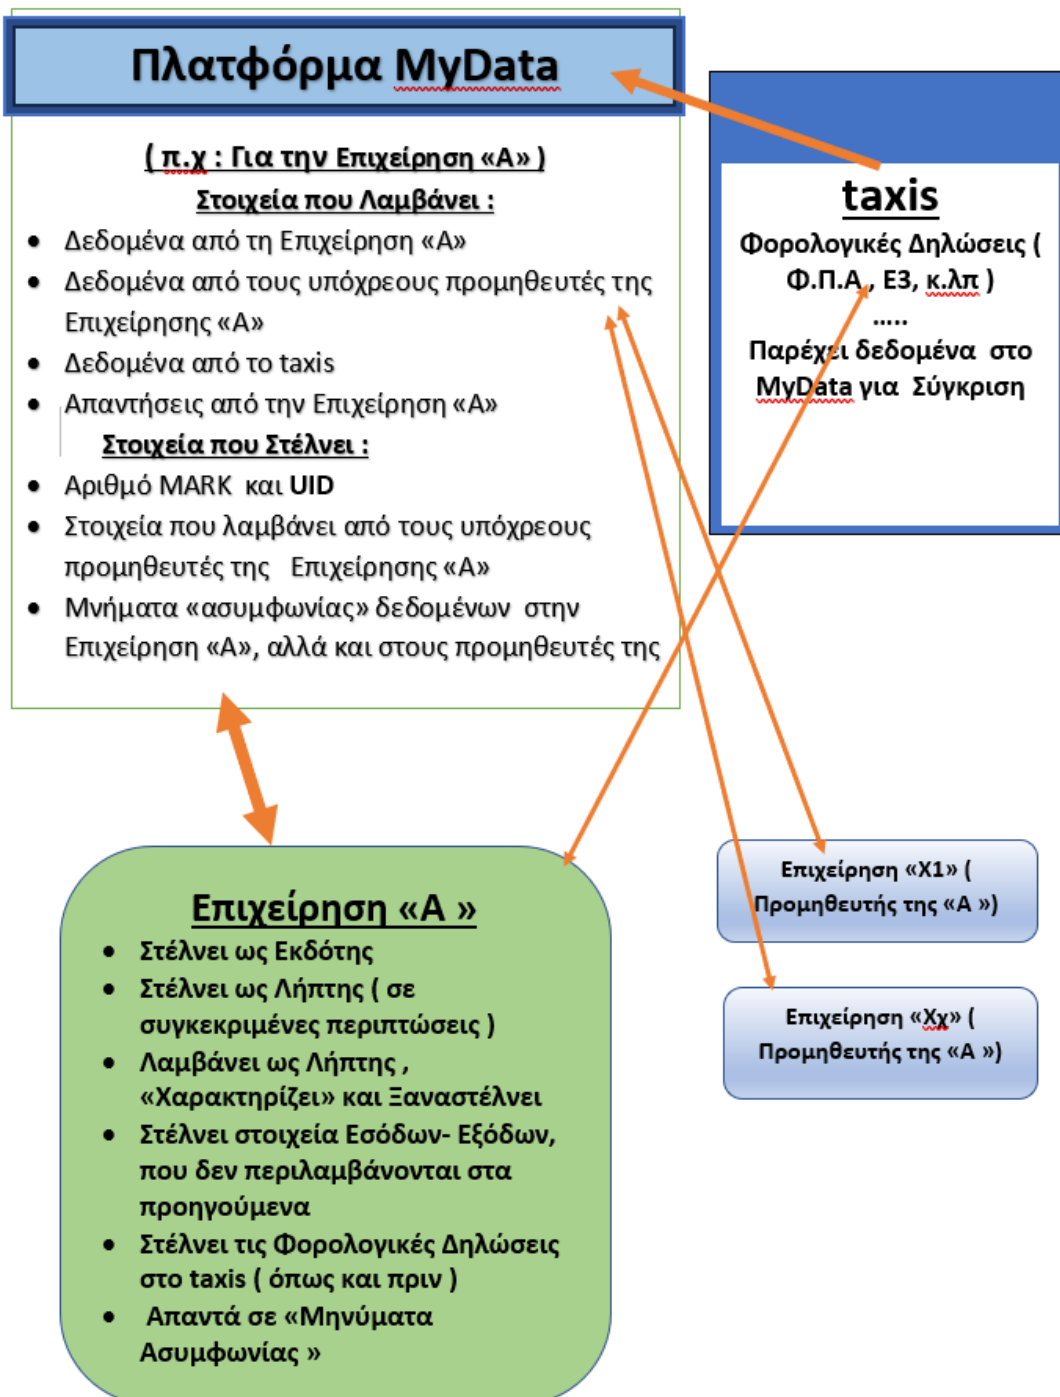 Πλατφόρμα MyData
( π.χ : Για την Επιχείρηση «Α» )
Στοιχεία που Λαμβάνει :
• Δεδομένα από τη Επιχείρηση «Α»
• Δεδομένα από τους υπόχρεους προμηθευτές της
Επιχείρησης «Α»
• Δεδομένα από το taxis
• Απαντήσεις από την Επιχείρηση «Α»
Στοιχεία που Στέλνει :
• Αριθμό MARK και UID
• Στοιχεία που λαμβάνει από τους υπόχρεους
προμηθευτές της Επιχείρησης «Α»
• Μνήματα «ασυμφωνίας» δεδομένων στην
Επιχείρηση «Α», αλλά και στους προμηθευτές της
taxis
Φορολογικές Δηλώσεις (
Φ.Π.Α , Ε3, κ.λπ )
.....
Παρέχει δεδομένα στο
MyData για Σύγκριση
Επιχείρηση «Α »
• Στέλνει ως Εκδότης
• Στέλνει ως Λήπτης ( σε
συγκεκριμένες περιπτώσεις )
• Λαμβάνει ως Λήπτης ,
«Χαρακτηρίζει» και Ξαναστέλνει
• Στέλνει στοιχεία Εσόδων- Εξόδων,
που δεν περιλαμβάνονται στα
προηγούμενα
• Στέλνει τις Φορολογικές Δηλώσεις
στο taxis ( όπως και πριν )
• Απαντά σε «Μηνύματα
Ασυμφωνίας »
Επιχείρηση «Χ1» (
Προμηθευτής της «Α »)
Επιχείρηση «Χχ» (
Προμηθευτής της «Α »)